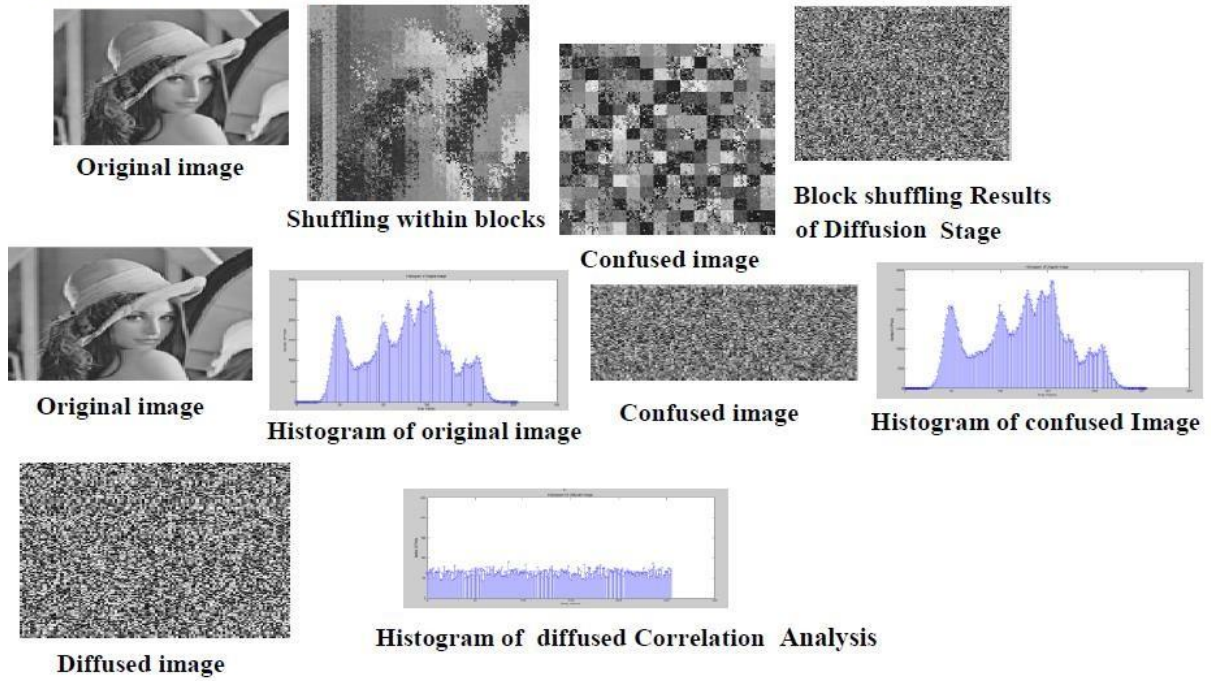 Original image
Shuffling within blocks
Confused image
Block shuffling Results
of Diffusion Stage
Original image
Histogram of original image
Confused image
Histogram of confused Image
Diffused image
Histogram of diffused Correlation Analysis